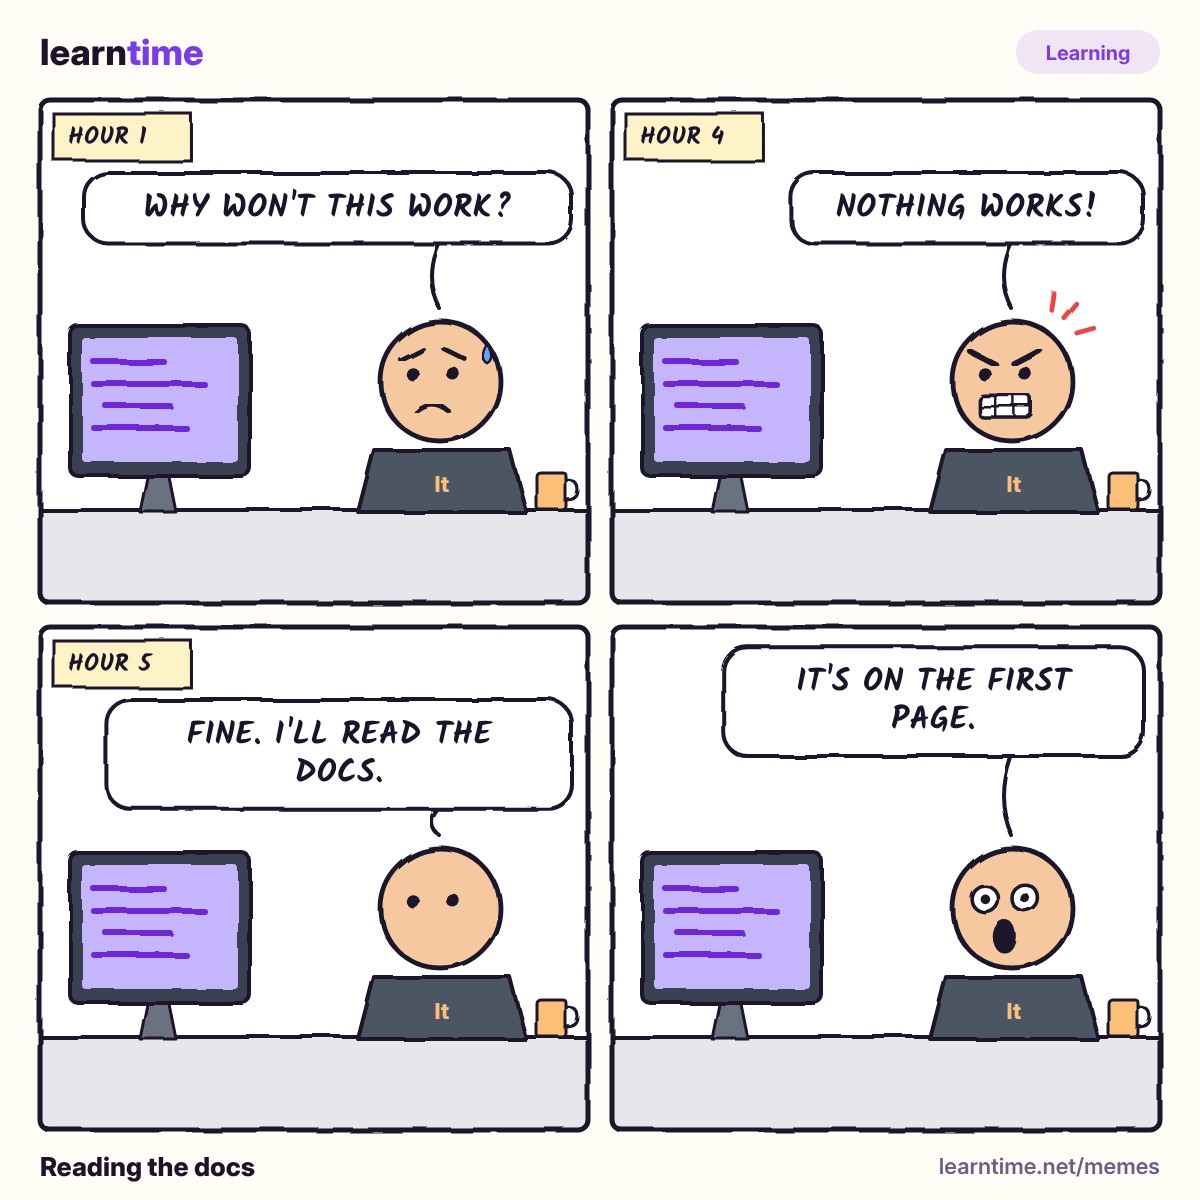 learntime
Learning
HOUR 1
WHY WON'T THIS WORK?
lt
HOUR 4
NOTHING WORKS!
lt
HOUR 5
FINE. I'LL READ THE
DOCS.
lt
IT'S ON THE FIRST
PAGE.
lt
Reading the docs
learntime.net/memes